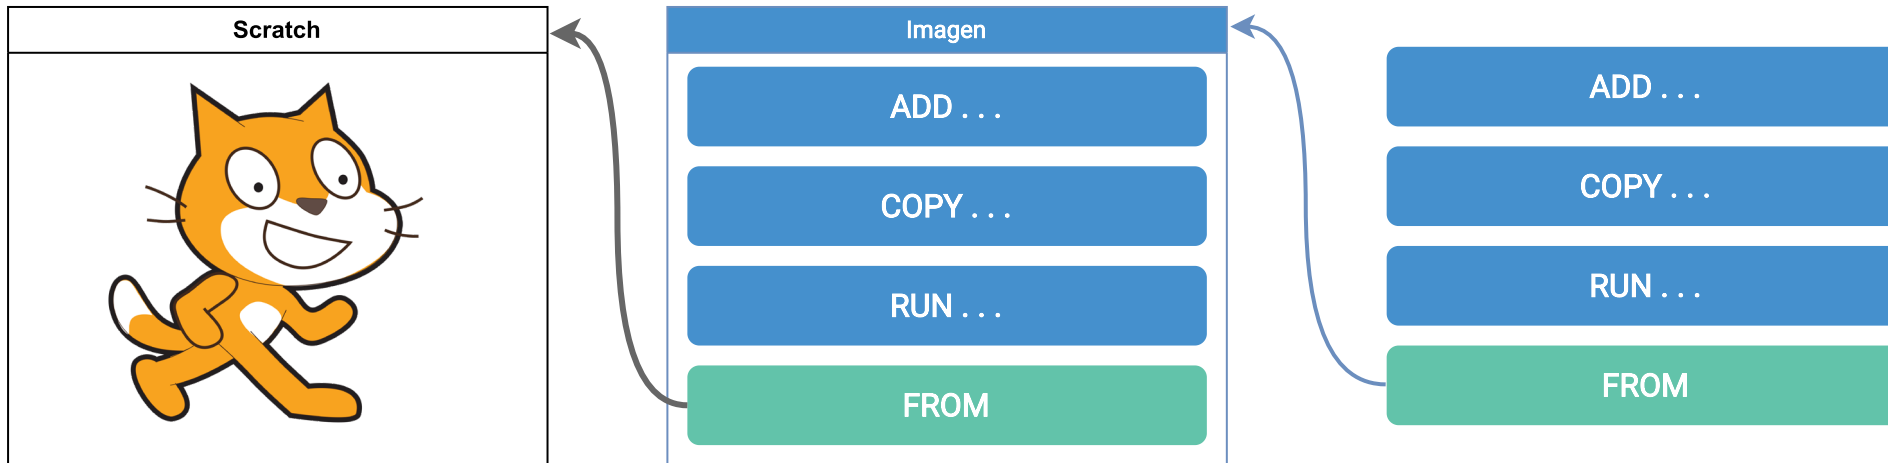 Scratch
Imagen
ADD . . .
COPY . . .
RUN . . .
FROM
ADD . . .
COPY . . .
RUN . . .
FROM